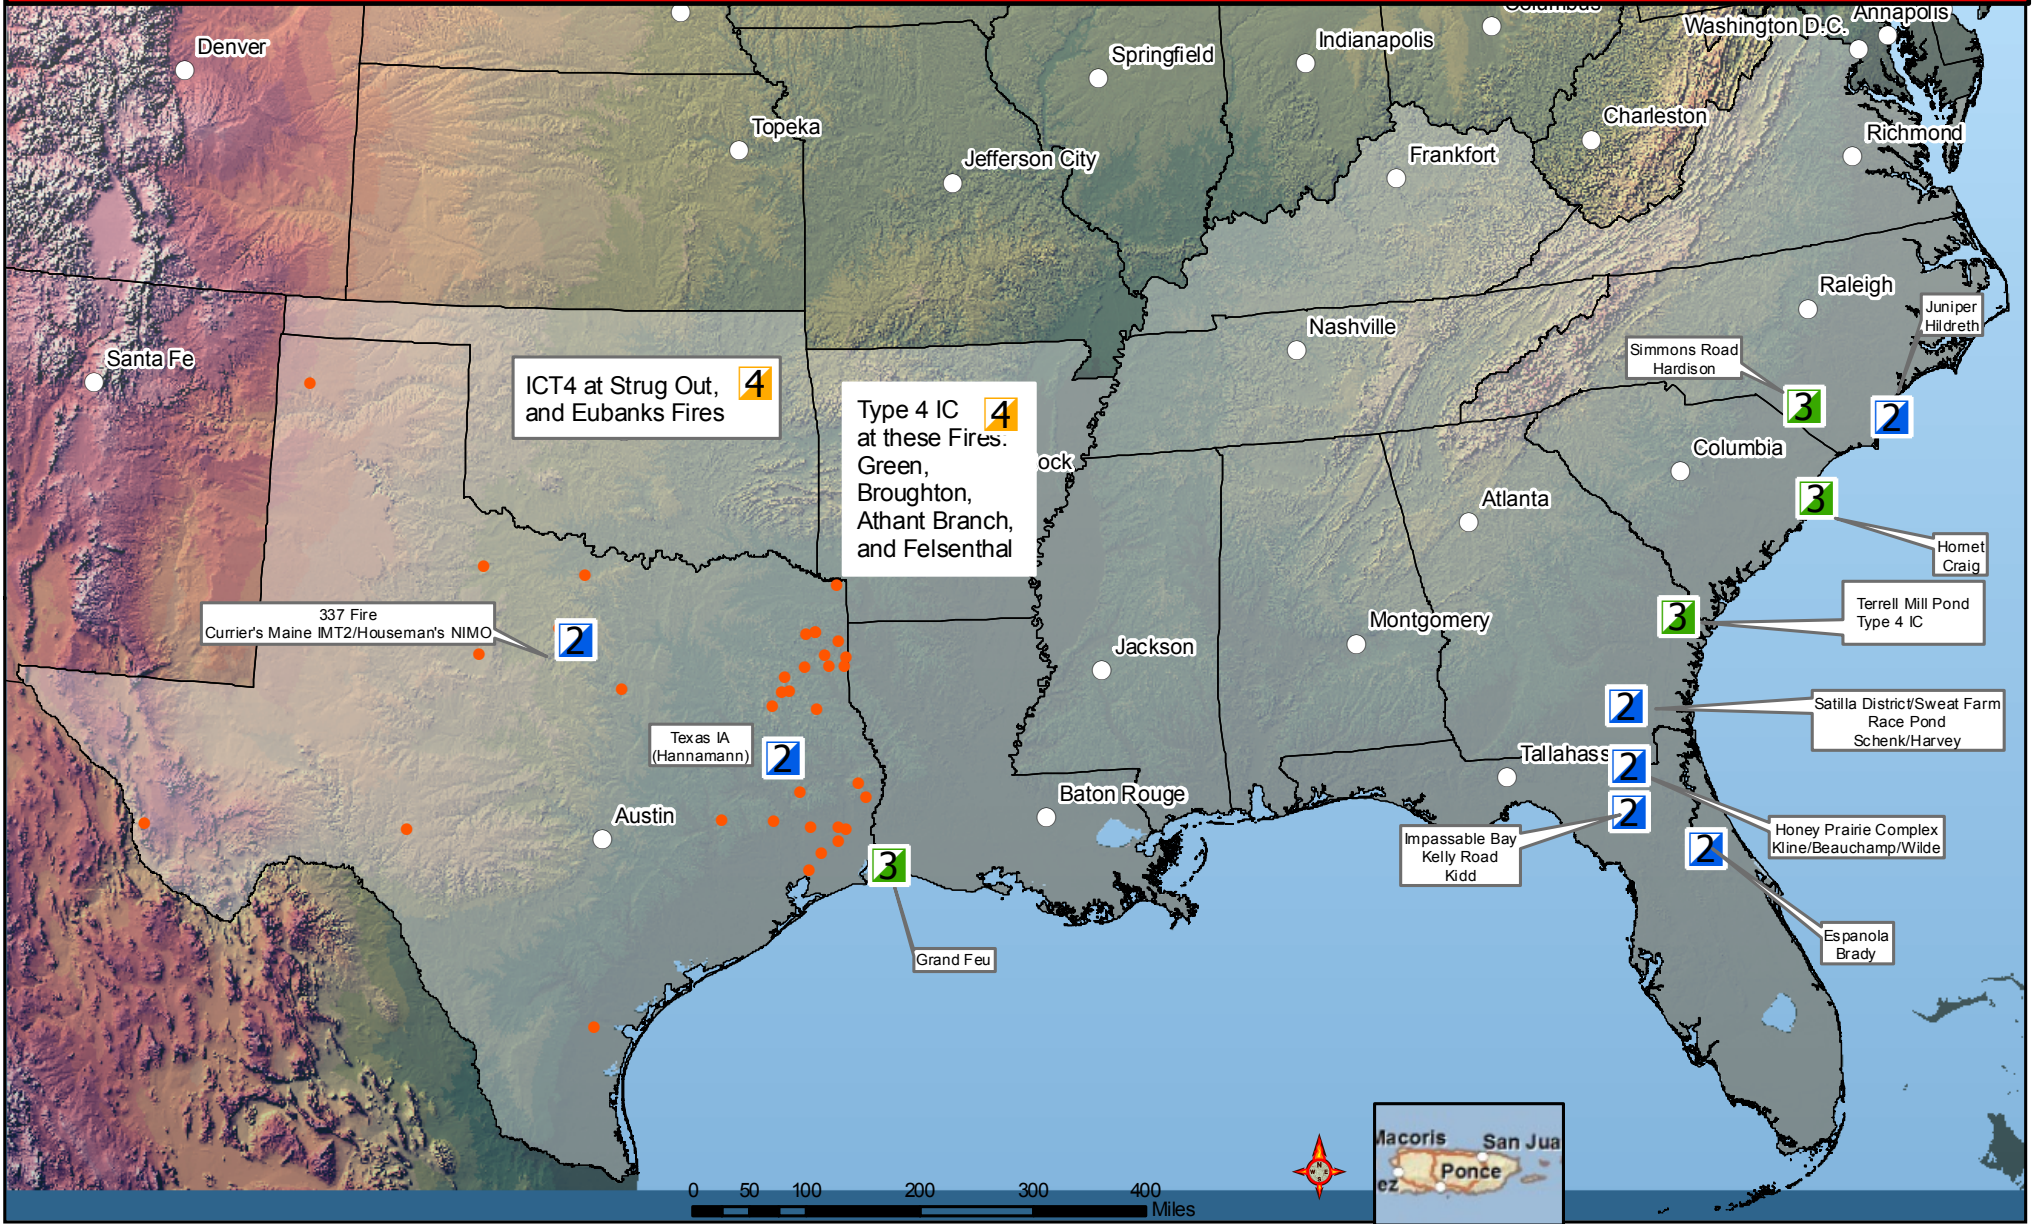 Columbus
Annapolis
Washington D.C.
Denver
Springfield
Indianapolis
Topeka
Charleston
Richmond
Jefferson City
Frankfort
Raleigh
Juniper
Hildreth
Nashville
Santa Fe
Simmons Road
Hardison
3
2
ICT4 at Strug Out,
and Eubanks Fires
4
Type 4 IC
at these Fires:
Green,
Broughton,
Athant Branch,
and Felsenthal
4
ock
Columbia
Atlanta
3
Hornet
Craig
337 Fire
Currier's Maine IMT2/Houseman's NIMO
2
3
Terrell Mill Pond
Type 4 IC
Montgomery
Jackson
2
Satilla District/Sweat Farm
Race Pond
Schenk/Harvey
Texas IA
(Hannamann)
2
Tallahass
2
Honey Prairie Complex
Kline/Beauchamp/Wilde
Baton Rouge
Austin
2
Impassable Bay
Kelly Road
Kidd
2
Espanola
Brady
3
Grand Feu
Macoris
San Jua
Ponce
ez
N
W E
S
0 50 100 200 300 400
Miles